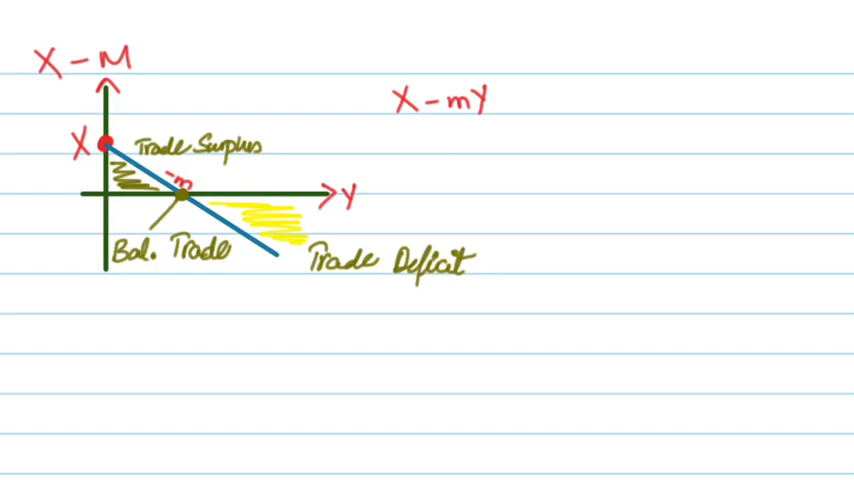 X - M
X - mY
X
Trade Surplus
-m
Y
Bal. Trade
Trade Deficit